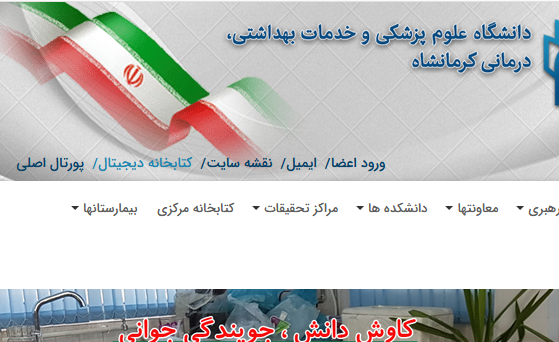 دانشگاه علوم پزشکی و خدمات بهداشتی،
درمانی کرمانشاه
ورود اعضا/ ایمیل/ نقشه سایت/ کتابخانه دیجیتال/ پورتال اصلی
معاونتها دانشکده ها مراکز تحقیقات کتابخانه مرکزی بیمارستانها
کاوش دانش ، جویندگی جوانی